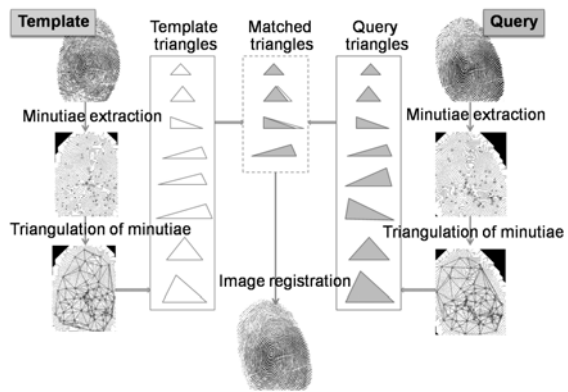 Template
Template
triangles
Matched
triangles
Query
triangles
Query
Minutiae extraction
Minutiae extraction
Triangulation of minutiae
Triangulation of minutiae
Image registration